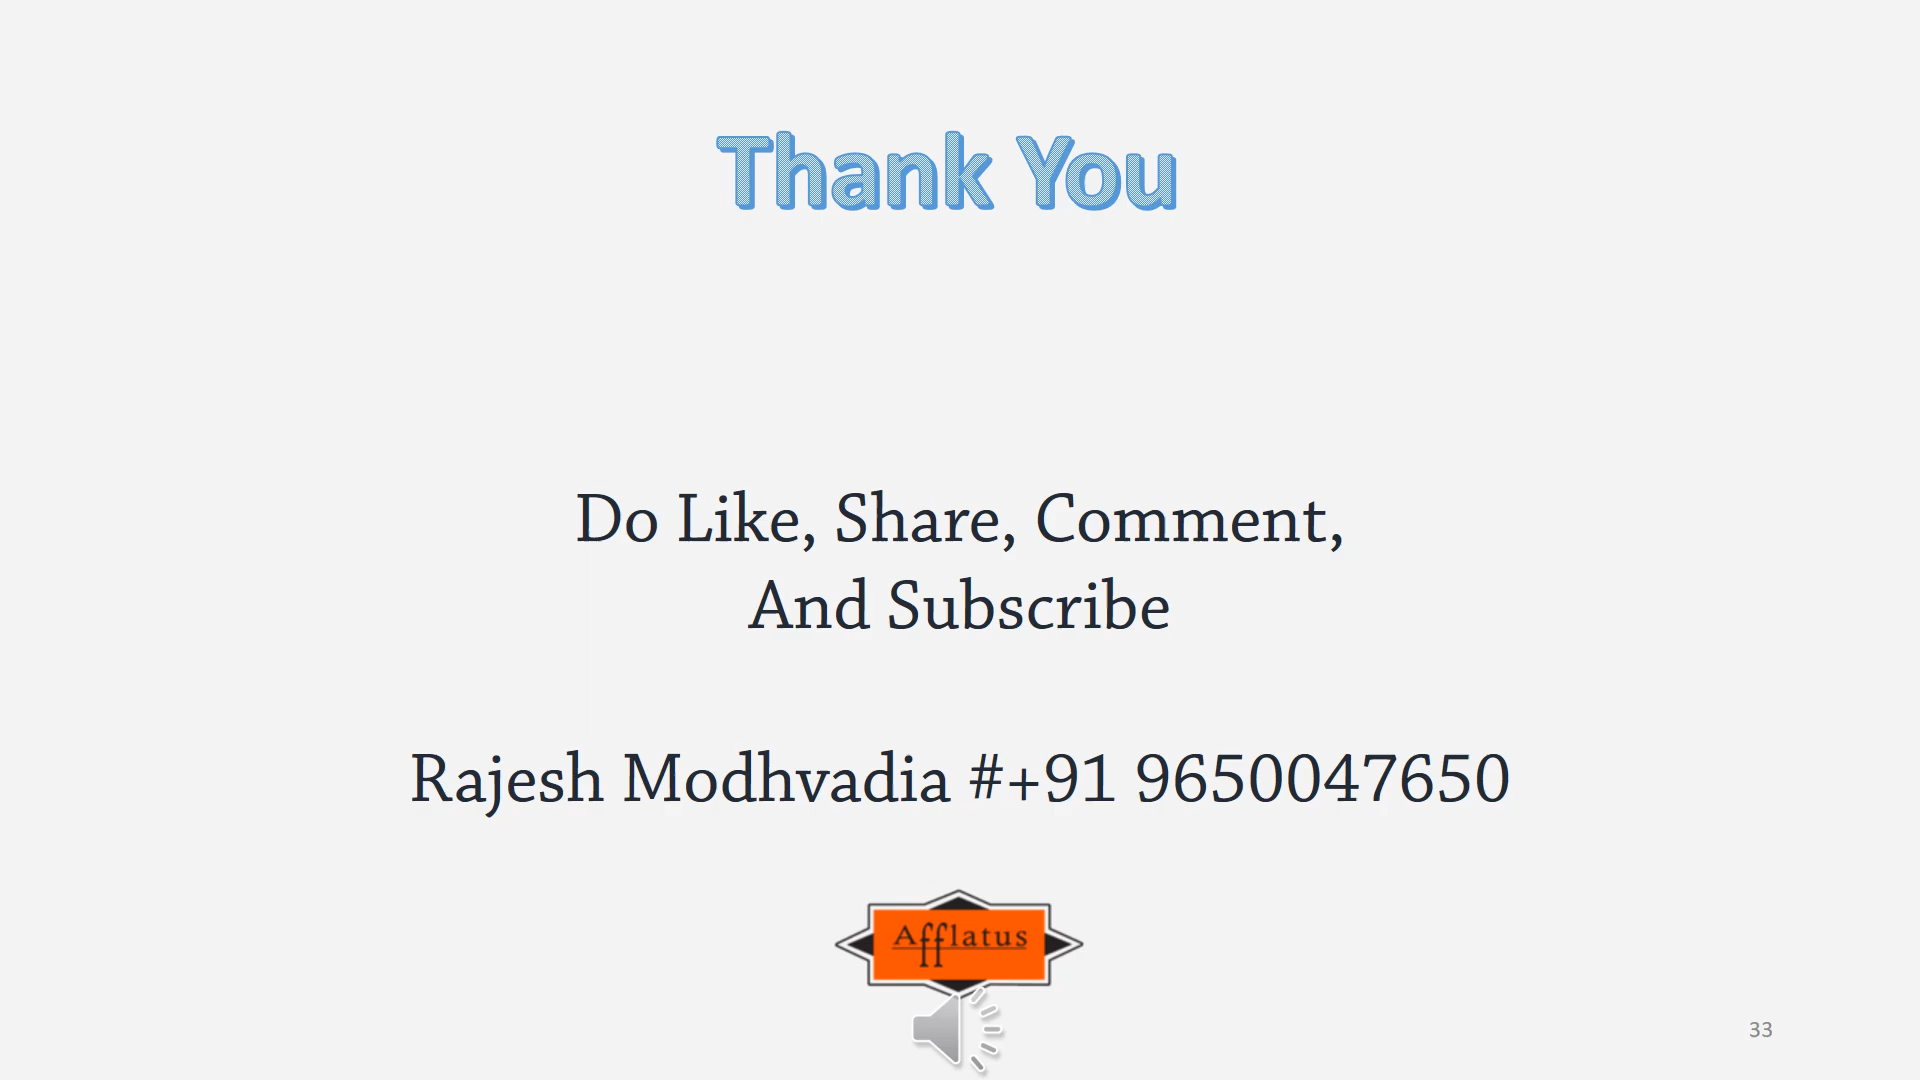 Thank You
Do Like, Share, Comment,
And Subscribe
Rajesh Modhvadia #+91 9650047650
Afflatus
33